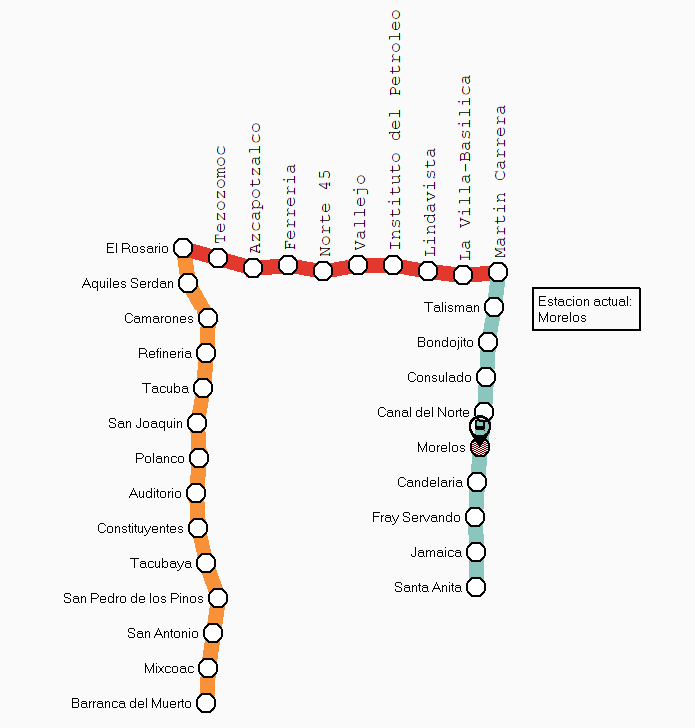 Tezozomoc
Azcapotzalco
Ferreria
Norte 45
Vallejo
Instituto del Petroleo
Lindavista
La Villa-Basilica
Martin Carrera
El Rosario
Aquiles Serdan
Camarones
Refineria
Tacuba
San Joaquin
Polanco
Auditorio
Constituyentes
Tacubaya
San Pedro de los Pinos
San Antonio
Mixcoac
Barranca del Muerto
Talisman
Bondojito
Consulado
Canal del Norte
Morelos
Candelaria
Fray Servando
Jamaica
Santa Anita
Estacion actual:
Morelos